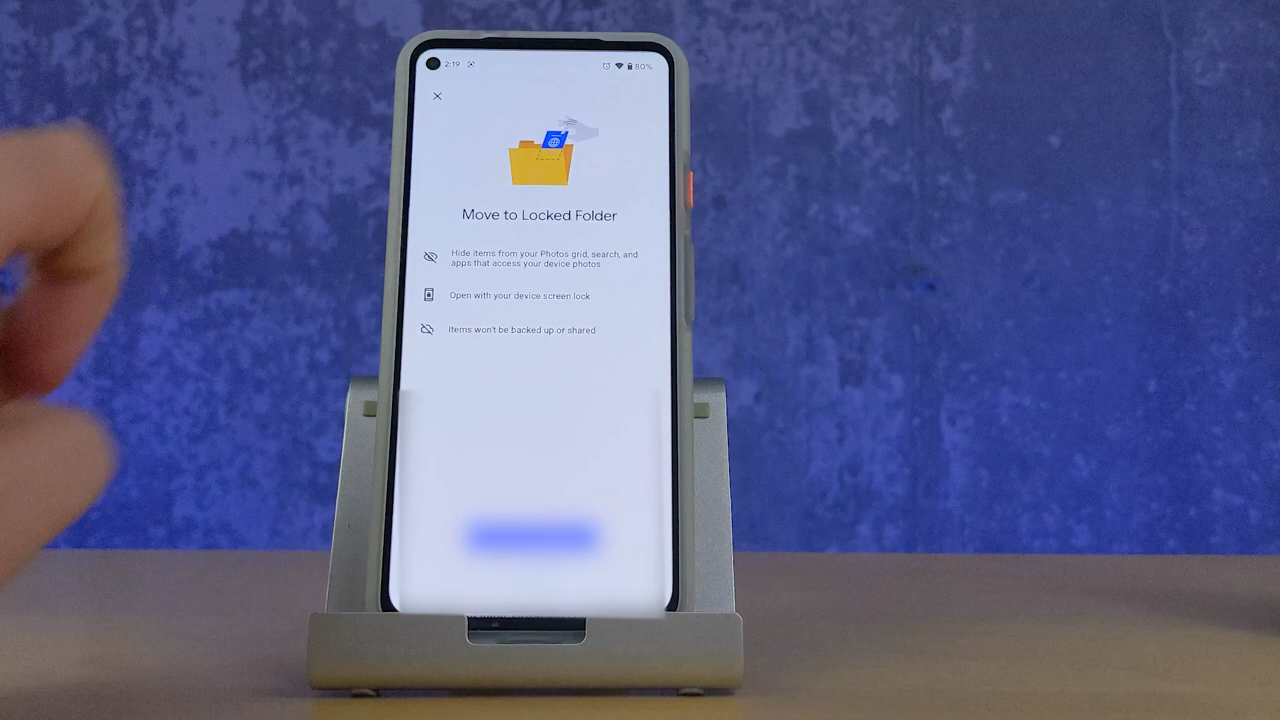 2:19
80%
Move to Locked Folder
Hide items from your Photos grid, search, and
apps that access your device photos
Open with your device screen lock
Items won't be backed up or shared